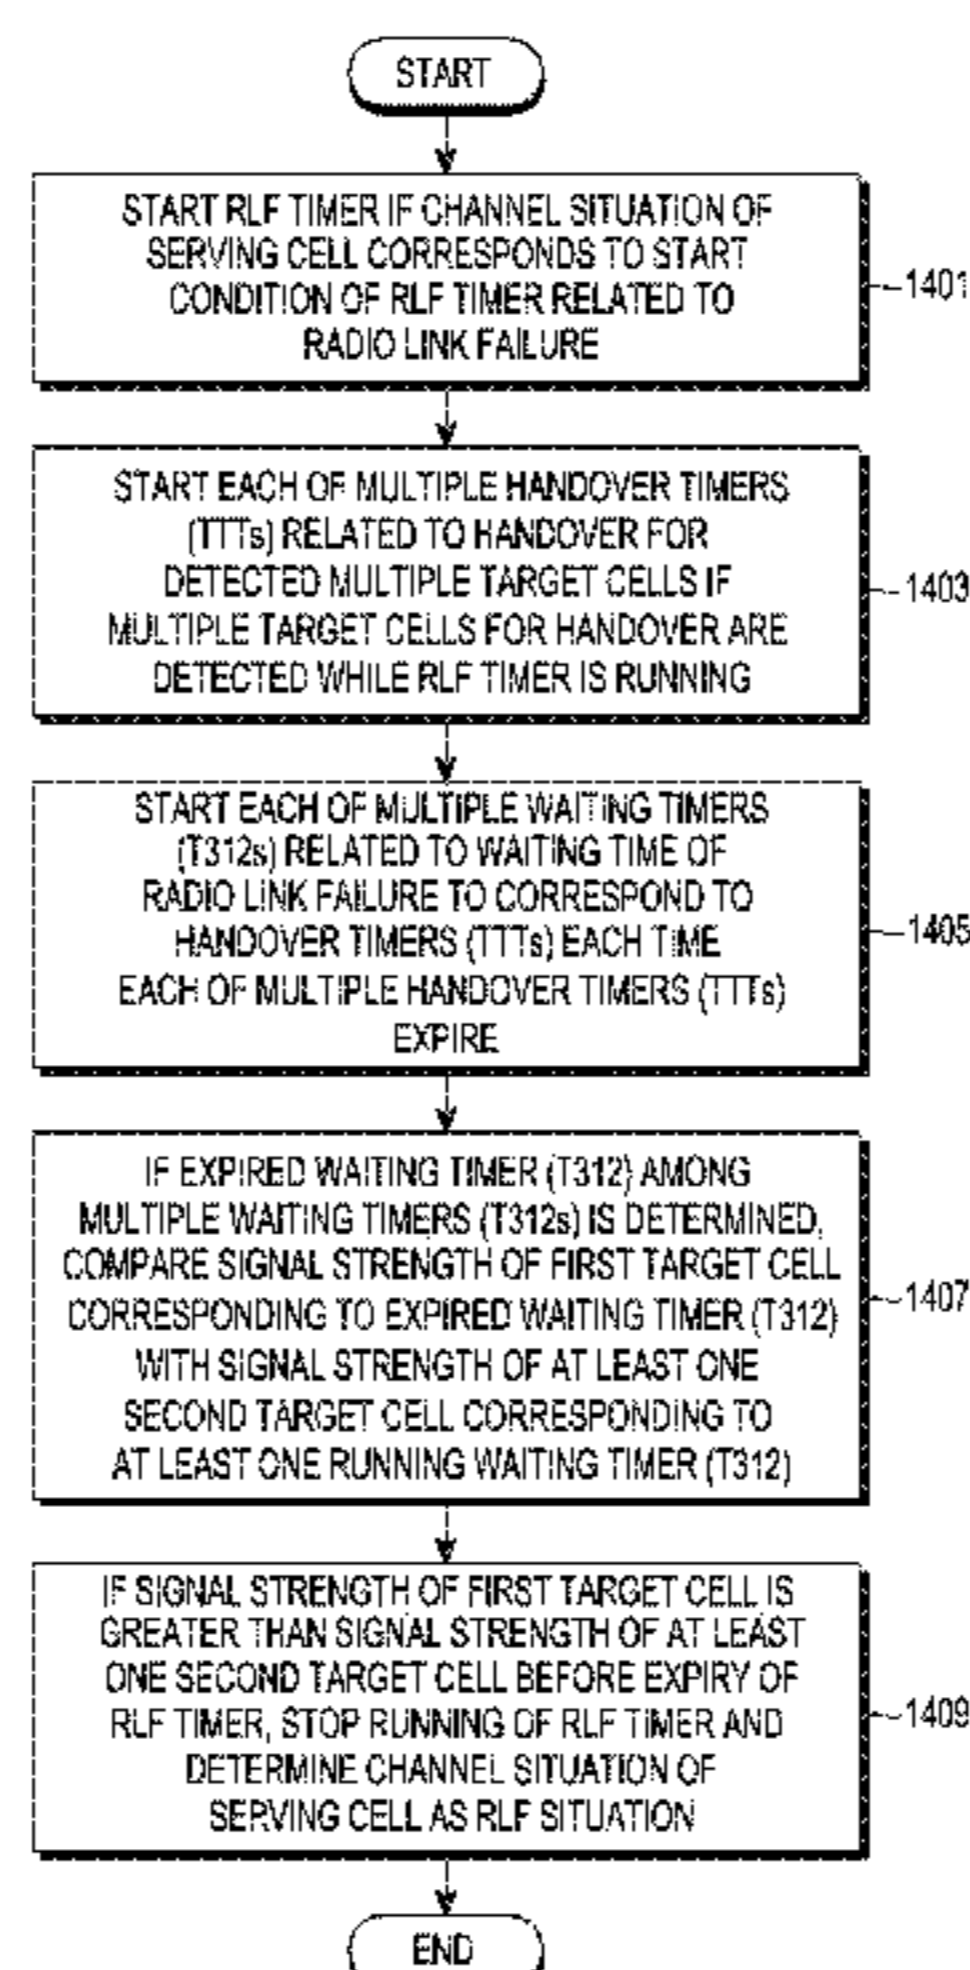 START
START RLF TIMER IF CHANNEL SITUATION OF
SERVING CELL CORRESPONDS TO START
CONDITION OF RLF TIMER RELATED TO
RADIO LINK FAILURE
1401
START EACH OF MULTIPLE HANDOVER TIMERS
(TTTs) RELATED TO HANDOVER FOR
DETECTED MULTIPLE TARGET CELLS IF
MULTIPLE TARGET CELLS FOR HANDOVER ARE
DETECTED WHILE RLF TIMER IS RUNNING
1403
START EACH OF MULTIPLE WAITING TIMERS
(T312s) RELATED TO WAITING TIME OF
RADIO LINK FAILURE TO CORRESPOND TO
HANDOVER TIMERS (TTTs) EACH TIME
EACH OF MULTIPLE HANDOVER TIMERS (TTTs)
EXPIRE
1405
IF EXPIRED WAITING TIMER (T312) AMONG
MULTIPLE WAITING TIMERS (T312s) IS DETERMINED,
COMPARE SIGNAL STRENGTH OF FIRST TARGET CELL
CORRESPONDING TO EXPIRED WAITING TIMER (T312)
WITH SIGNAL STRENGTH OF AT LEAST ONE
SECOND TARGET CELL CORRESPONDING TO
AT LEAST ONE RUNNING WAITING TIMER (T312)
1407
IF SIGNAL STRENGTH OF FIRST TARGET CELL IS
GREATER THAN SIGNAL STRENGTH OF AT LEAST
ONE SECOND TARGET CELL BEFORE EXPIRY OF
RLF TIMER, STOP RUNNING OF RLF TIMER AND
DETERMINE CHANNEL SITUATION OF
SERVING CELL AS RLF SITUATION
1409
END